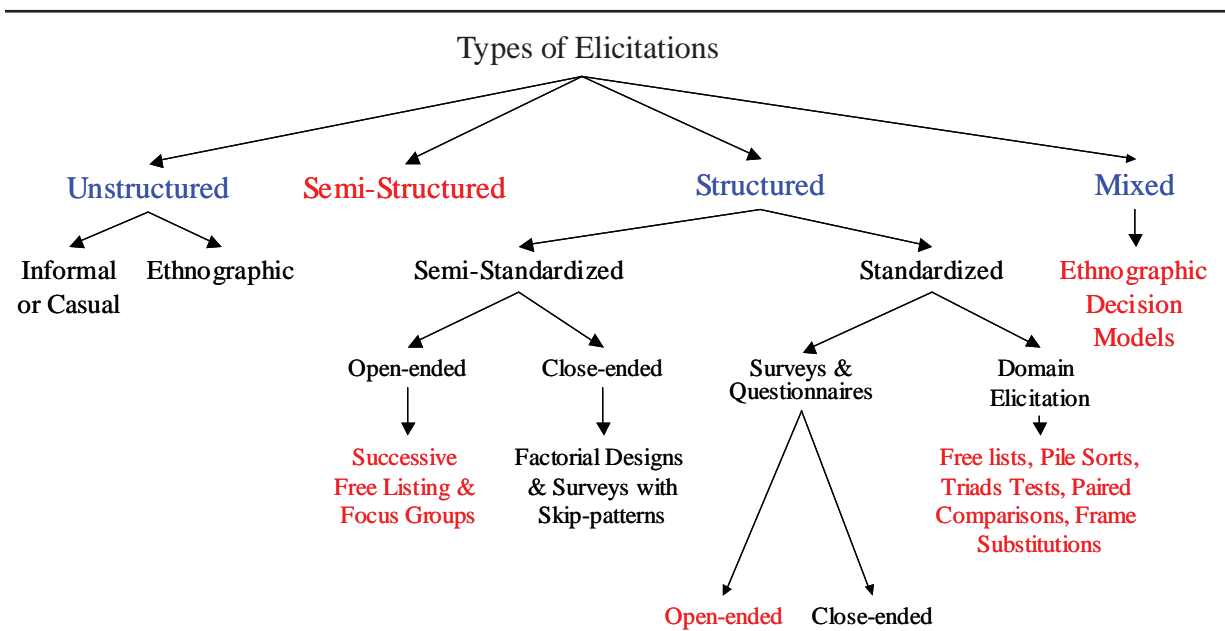 Types of Elicitations
Unstructured
Semi-Structured
Structured
Mixed
Informal
or Casual
Ethnographic
Semi-Standardized
Standardized
Ethnographic
Decision
Models
Open-ended
Close-ended
Surveys &
Questionnaires
Domain
Elicitation
Successive
Free Listing &
Focus Groups
Factorial Designs
& Surveys with
Skip-patterns
Free lists, Pile Sorts,
Triads Tests, Paired
Comparisons, Frame
Substitutions
Open-ended
Close-ended